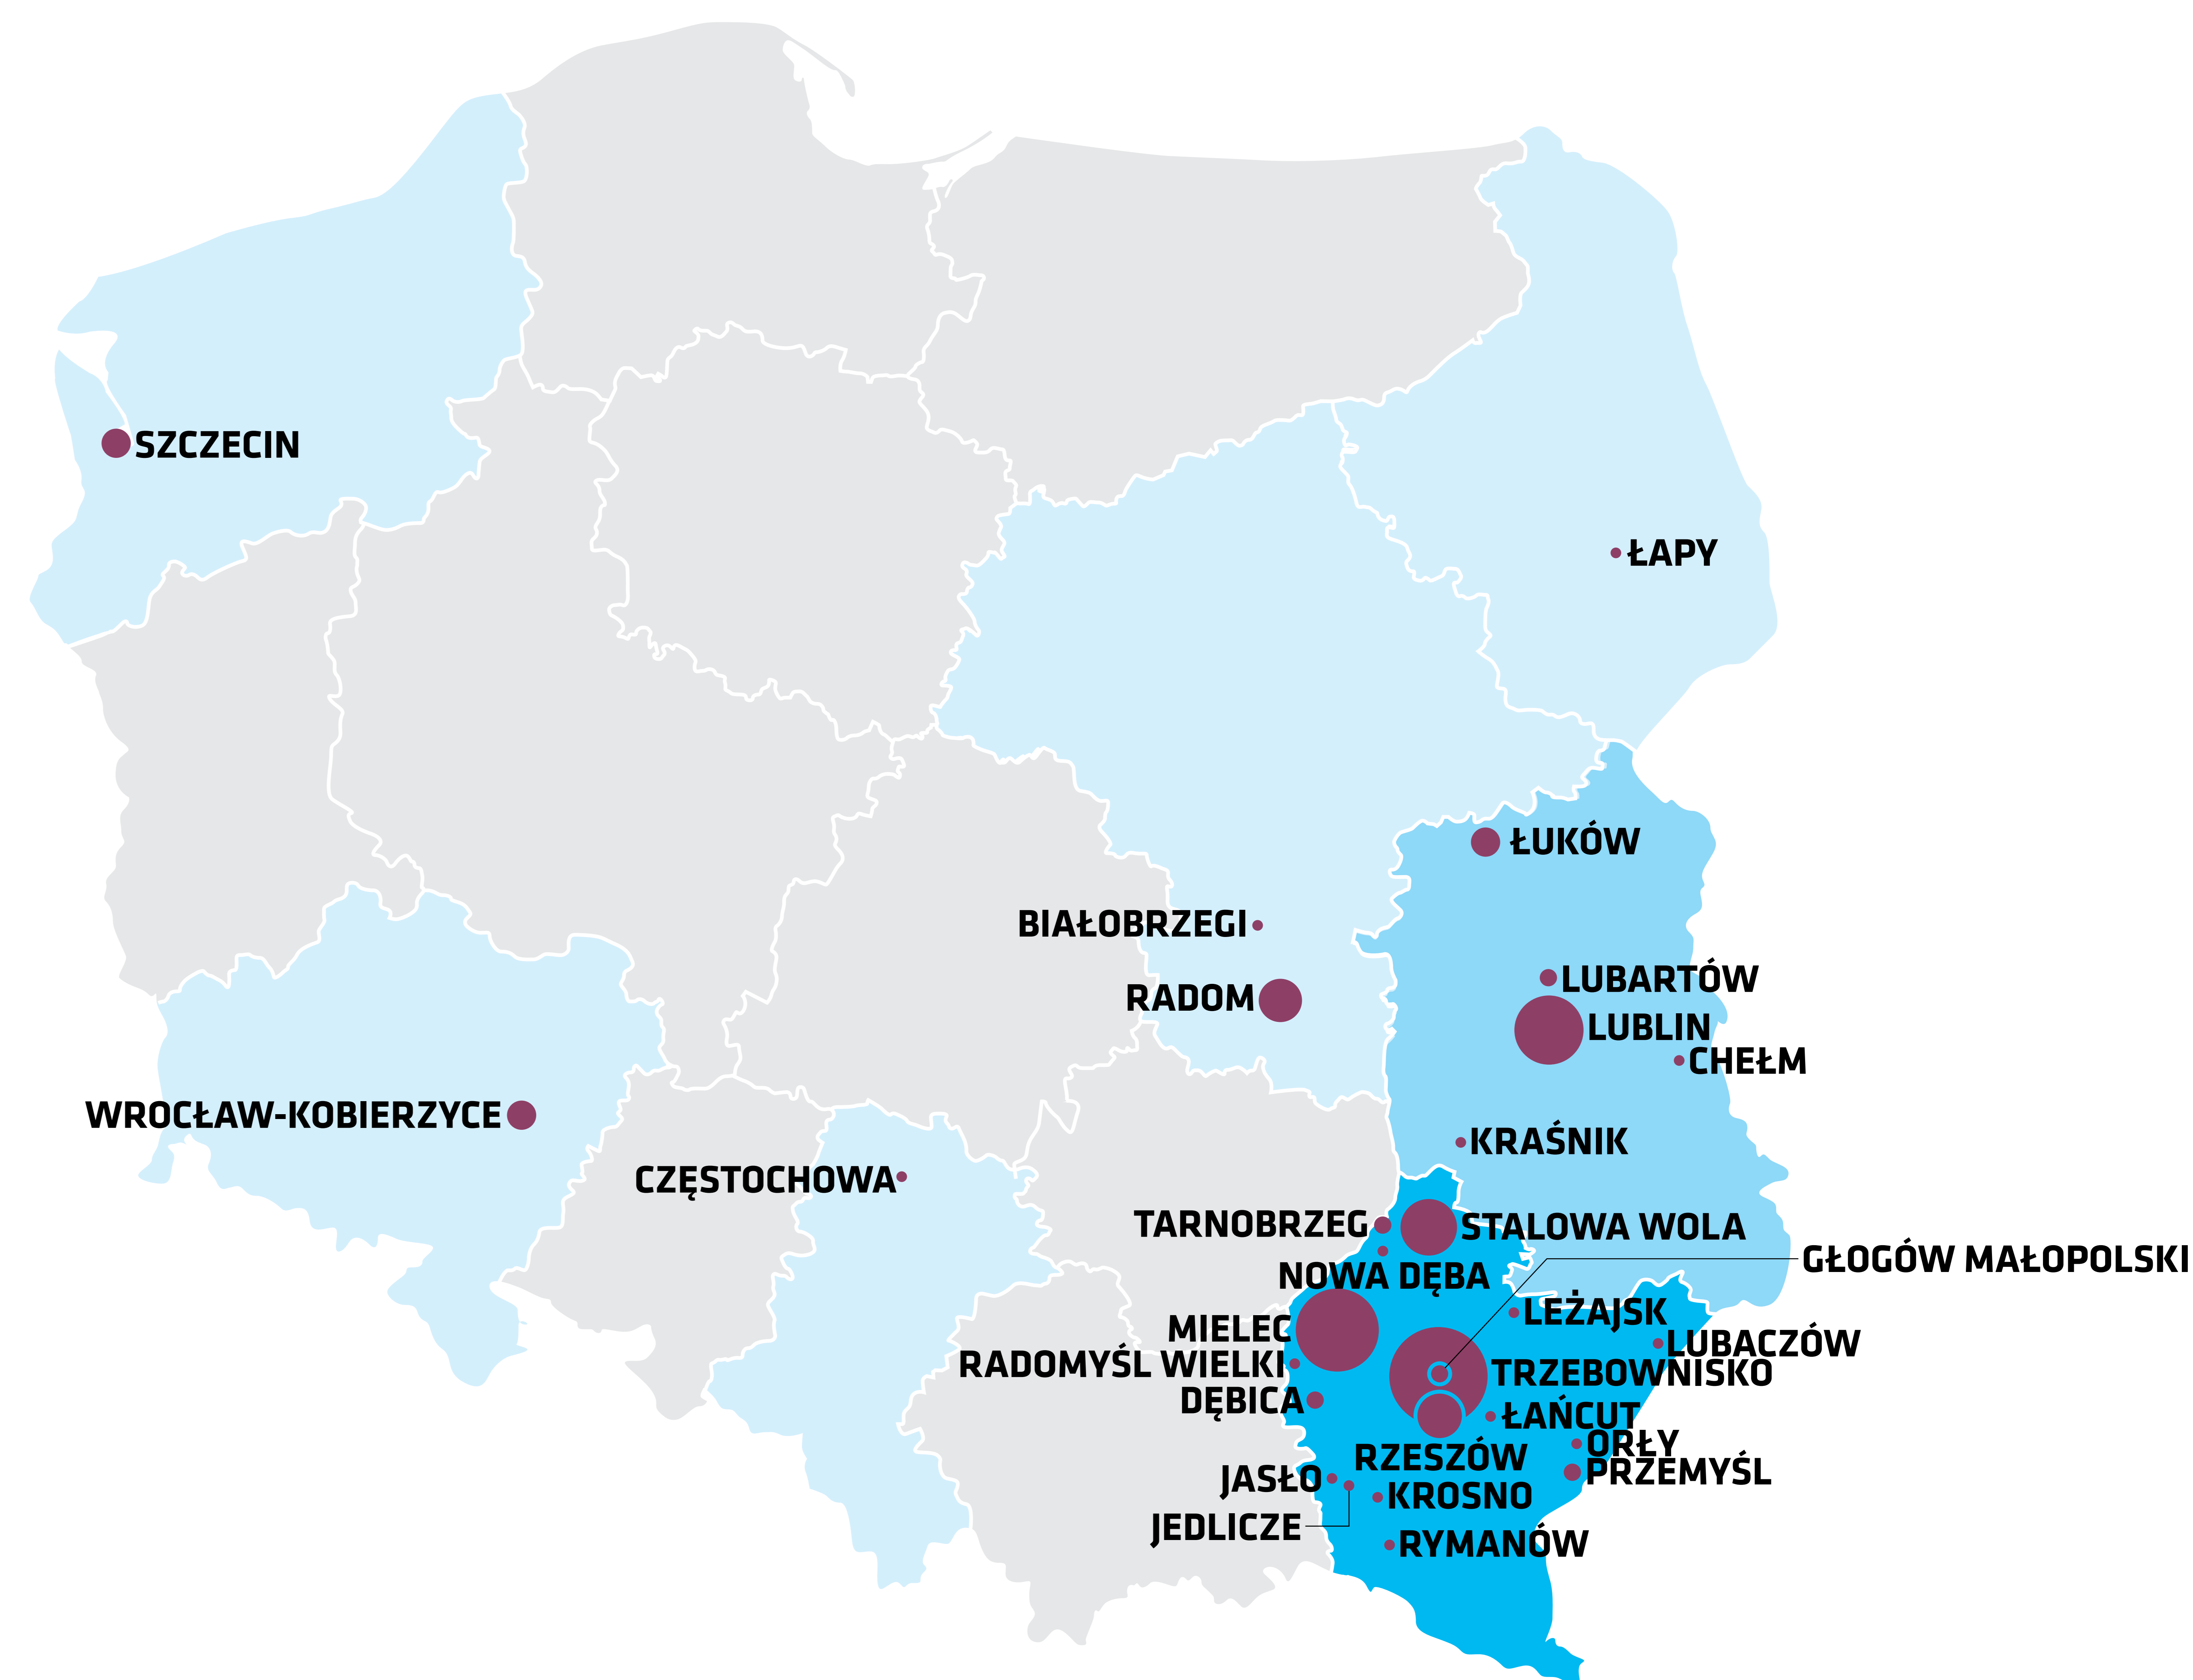 SZCZECIN
ŁAPY
ŁUKÓW
BIAŁOBRZEGI
LUBARTÓW
RADOM
LUBLIN
CHEŁM
WROCŁAW-KOBIERZYCE
KRAŚNIK
CZĘSTOCHOWA
TARNOBRZEG
STALOWA WOLA
GŁOGÓW MAŁOPOLSKI
NOWA DĘBA
LEŻAJSK
MIELEC
LUBACZÓW
RADOMYŚL WIELKI
TRZEBOWNISKO
DĘBICA
ŁAŃCUT
ORŁY
RZESZÓW
PRZEMYŚL
JASŁO
KROSNO
JEDLICZE
RYMANÓW